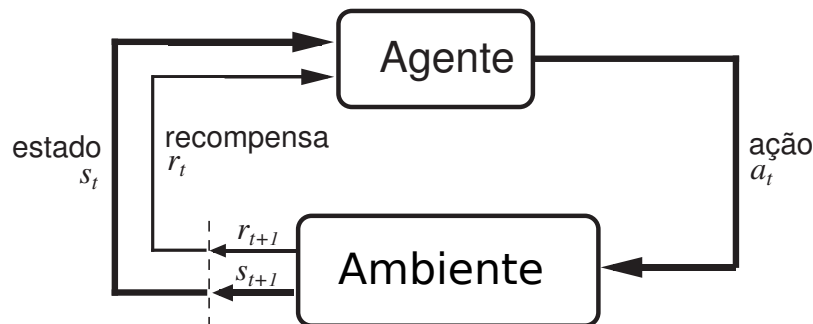 Agente
recompensa
r_t
estado
s_t
ação
a_t
r_{t+1}
s_{t+1}
Ambiente